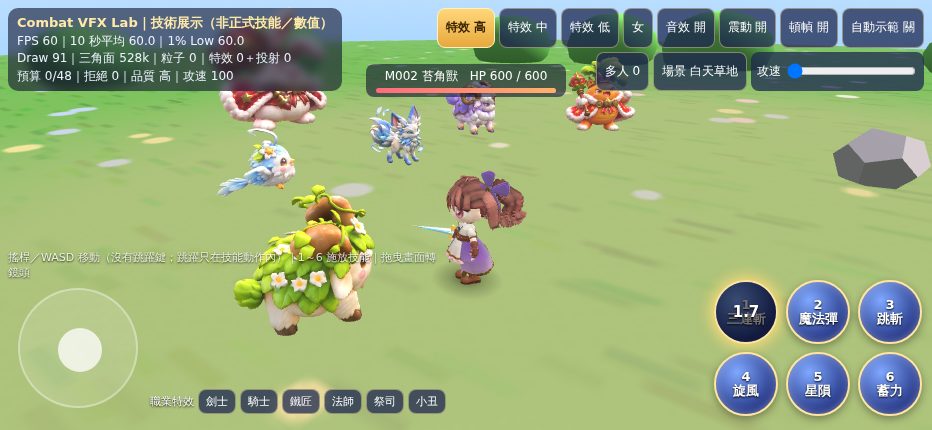 Combat VFX Lab｜技術展示（非正式技能／數值）
FPS 60｜10 秒平均 60.0｜1% Low 60.0
Draw 91｜三角面 528k｜粒子 0｜特效 0＋投射 0
預算 0/48｜拒絕 0｜品質 高｜攻速 100
特效 高
特效 中
特效 低
女
音效 開
震動 開
頓幀 開
自動示範 關
M002 苔角獸 HP 600 / 600
多人 0
場景 白天草地
攻速
搖桿／WASD 移動（沒有跳躍鍵；跳躍只在技能動作內）｜1～6 施放技能｜拖曳畫面轉
鏡頭
1
1.7
三連斬
2
魔法彈
3
跳斬
4
旋風
5
星隕
6
蓄力
職業特效
劍士
騎士
鐵匠
法師
祭司
小丑